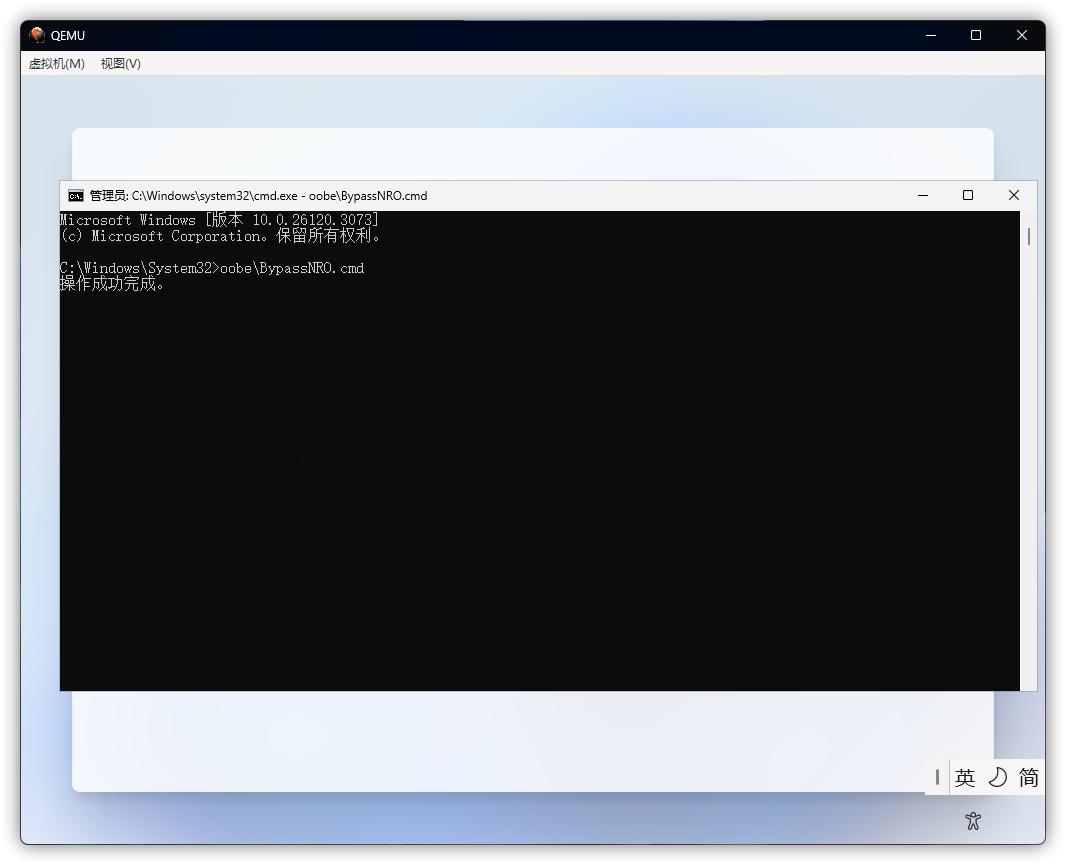 QEMU
虚拟机(M) 视图(V)
管理员: C:\Windows\system32\cmd.exe - oobe\BypassNRO.cmd
Microsoft Windows [版本 10.0.26120.3073]
(c) Microsoft Corporation。保留所有权利。
C:\Windows\System32>oobe\BypassNRO.cmd
操作成功完成。
英 简